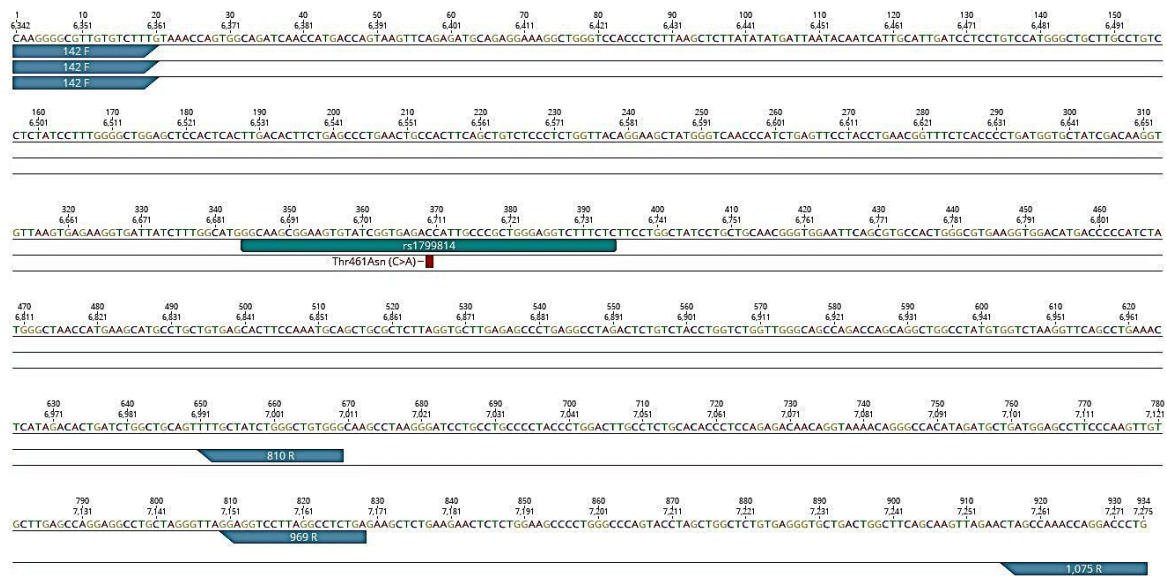 1 10 20 30 40 50 60 70 80 90 100 110 120 130 140 150
6,342 6,351 6,361 6,371 6,381 6,391 6,401 6,411 6,421 6,431 6,441 6,451 6,461 6,471 6,481 6,491
CAAGGGGCGTTGTGTCTTTGTAAACCAGTGGCAGATCAACCATGACCAGTAAGTTCAGAGATGCAGAGGAAAGGCTGGGTCCACCCTCTTAAGCTCTTATATATGATTAATACAATCATTGCATTGATCCTCCTGTCCATGGGCTGCTTGCCTGTC
142 F
142 F
142 F
160 170 180 190 200 210 220 230 240 250 260 270 280 290 300 310
6,501 6,511 6,521 6,531 6,541 6,551 6,561 6,571 6,581 6,591 6,601 6,611 6,621 6,631 6,641 6,651
CTCTATCCTTTGGGGCTGGAGCTCCACTCACTTGACACTTCTGAGCCCTGAACTGCCACTTCAGCTGTCTCCCTCTGGTTACAGGAAGCTATGGGTCAACCCATCTGAGTTCCTACCTGAACGGTTTCTCACCCCTGATGGTGCTATCGACAAGGT
320 330 340 350 360 370 380 390 400 410 420 430 440 450 460
6,661 6,671 6,681 6,691 6,701 6,711 6,721 6,731 6,741 6,751 6,761 6,771 6,781 6,791 6,801
GTTAAGTGAGAAGGTGATTATCTTTGGCATGGGCAAGCGGAAGTGTATCGGTGAGACCATTGCCCGCTGGGAGGTCTTTCTCTTCCTGGCTATCCTGCTGCAACGGGTGGAATTCAGCGTGCCACTGGGCGTGAAGGTGGACATGACCCCCATCTA
rs1799814
Thr461Asn (C>A)
470 480 490 500 510 520 530 540 550 560 570 580 590 600 610 620
6,811 6,821 6,831 6,841 6,851 6,861 6,871 6,881 6,891 6,901 6,911 6,921 6,931 6,941 6,951 6,961
TGGGCTAACCATGAAGCATGCCTGCTGTGAGCACTTCCAAATGCAGCTGCGCTCTTAGGTGCTTGAGAGCCCTGAGGCCTAGACTCTGTCTACCTGGTCTGGTTGGGCAGCCAGACCAGCAGGCTGGCCTATGTGGTCTAAGGTTCAGCCTGAAAC
630 640 650 660 670 680 690 700 710 720 730 740 750 760 770 780
6,971 6,981 6,991 7,001 7,011 7,021 7,031 7,041 7,051 7,061 7,071 7,081 7,091 7,101 7,111 7,121
TCATAGACACTGATCTGGCTGCAGTTTTGCTATCTGGGCTGTGGGCAAGCCTAAGGGATCCTGCCTGCCCCTACCCTGGACTTGCCTCTGCACACCCTCCAGAGACAACAGGTAAAACAGGGCCACATAGATGCTGATGGAGCCTTCCCAAGTTGT
810 R
790 800 810 820 830 840 850 860 870 880 890 900 910 920 930 934
7,131 7,141 7,151 7,161 7,171 7,181 7,191 7,201 7,211 7,221 7,231 7,241 7,251 7,261 7,271 7,275
GCTTGAGCCAGGAGGCCTGCTAGGGTTAGGAGGTCCTTAGGCCTCTGAGAAGCTCTGAAGAACTCTCTGGAAGCCCCTGGGCCCAGTACCTAGCTGGCTCTGTGAGGGTGCTGACTGGCTTCAGCAAGTTAGAACTAGCCAAACCAGGACCCTG
969 R
1,075 R